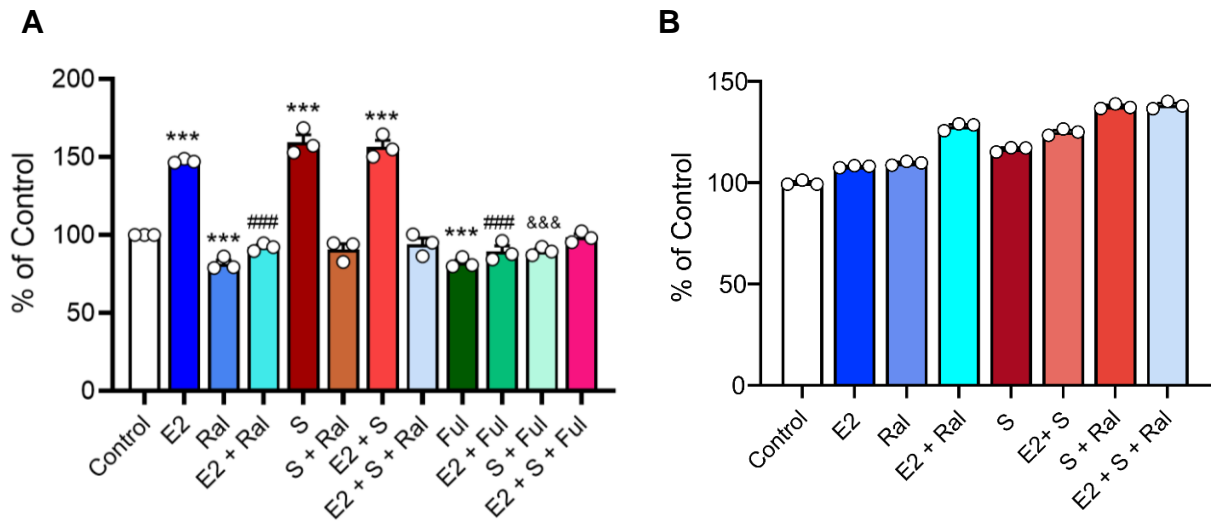 A
% of Control
200
150
100
50
0
***
***
###
***
***
***
###
&&&
Control
E2
Ral
E2 + Ral
S
S + Ral
E2 + S
E2 + S + Ral
Ful
E2 + Ful
S + Ful
E2 + S + Ful
B
% of Control
150
100
50
0
Control
E2
Ral
E2 + Ral
S
E2+ S
S + Ral
E2 + S + Ral